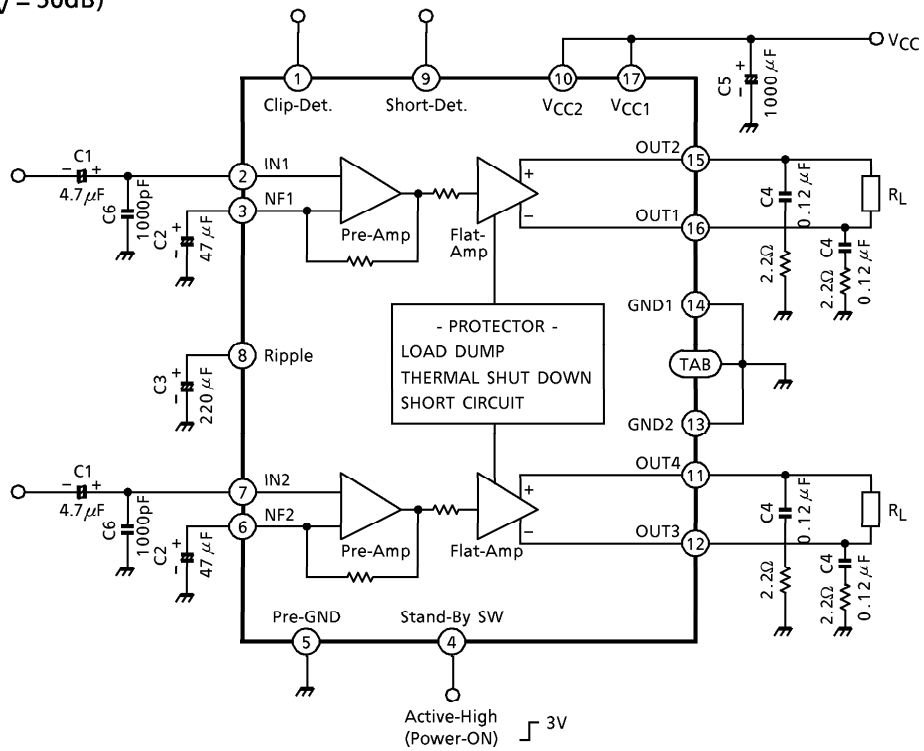 V = 50dB)
1
Clip-Det.
9
Short-Det.
10
VCC2
17
VCC1
VCC
C5
+
-
1000 μF
C1
- +
4.7μF
C6
1000pF
2
IN1
3
NF1
C2
+
-
47 μF
Pre-Amp
Flat-
Amp
+
-
OUT2
15
OUT1
16
C4
0.12 μF
2.2Ω
RL
C4
0.12 μF
2.2Ω
GND1
14
TAB
GND2
13
- PROTECTOR -
LOAD DUMP
THERMAL SHUT DOWN
SHORT CIRCUIT
8
Ripple
C3
+
-
220 μF
C1
- +
4.7μF
C6
1000pF
7
IN2
6
NF2
C2
+
-
47 μF
Pre-Amp
Flat-Amp
+
-
OUT4
11
OUT3
12
C4
0.12 μF
2.2Ω
RL
C4
0.12 μF
2.2Ω
Pre-GND
5
Stand-By SW
4
Active-High
(Power-ON)
3V